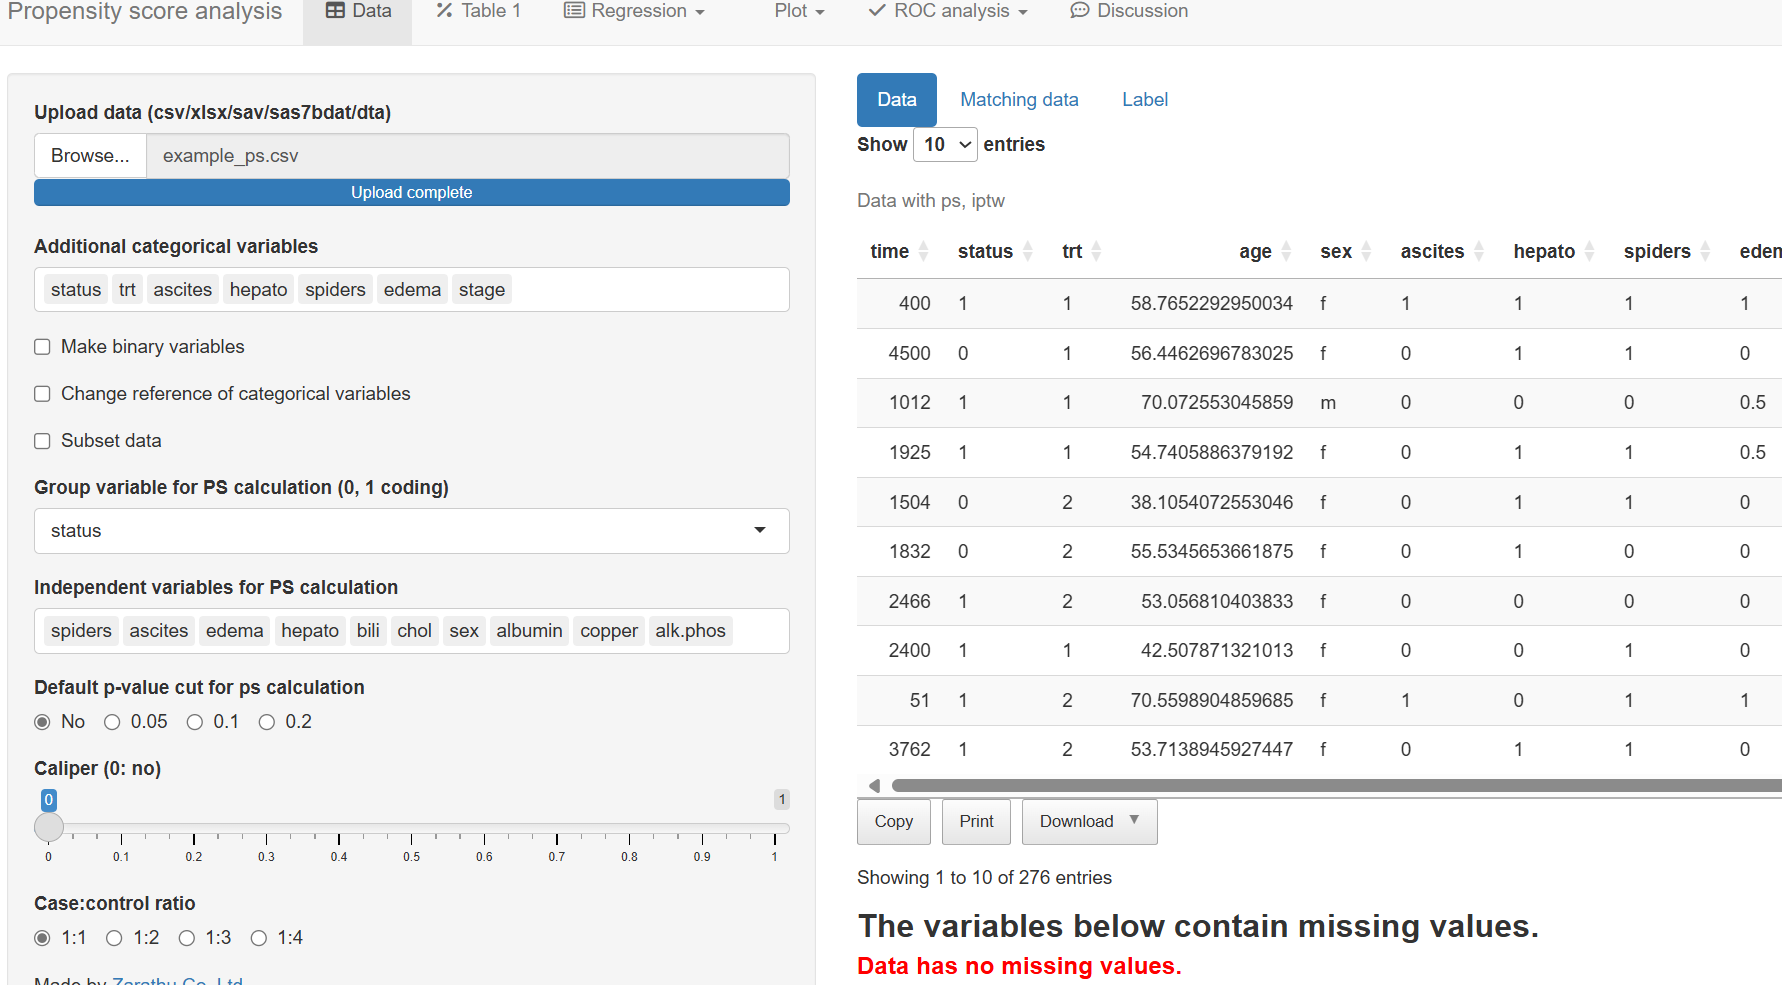 Propensity score analysis Data Table 1 Regression Plot ROC analysis Discussion
Upload data (csv/xlsx/sav/sas7bdat/dta)
Browse... example_ps.csv
Upload complete
Additional categorical variables
status trt ascites hepato spiders edema stage
Make binary variables
Change reference of categorical variables
Subset data
Group variable for PS calculation (0, 1 coding)
status
Independent variables for PS calculation
spiders ascites edema hepato bili chol sex albumin copper alk.phos
Default p-value cut for ps calculation
No 0.05 0.1 0.2
Caliper (0: no)
0 1
0 0.1 0.2 0.3 0.4 0.5 0.6 0.7 0.8 0.9 1
Case:control ratio
1:1 1:2 1:3 1:4
Made by Zarathu Co. Ltd
Data Matching data Label
Show 10 entries
Data with ps, iptw
time status trt age sex ascites hepato spiders eden
400 1 1 58.7652292950034 f 1 1 1 1
4500 0 1 56.4462696783025 f 0 1 1 0
1012 1 1 70.072553045859 m 0 0 0 0.5
1925 1 1 54.7405886379192 f 0 1 1 0.5
1504 0 2 38.1054072553046 f 0 1 1 0
1832 0 2 55.5345653661875 f 0 1 0 0
2466 1 2 53.056810403833 f 0 0 0 0
2400 1 1 42.507871321013 f 0 0 1 0
51 1 2 70.5598904859685 f 1 0 1 1
3762 1 2 53.7138945927447 f 0 1 1 0
Copy Print Download
Showing 1 to 10 of 276 entries
The variables below contain missing values.
Data has no missing values.